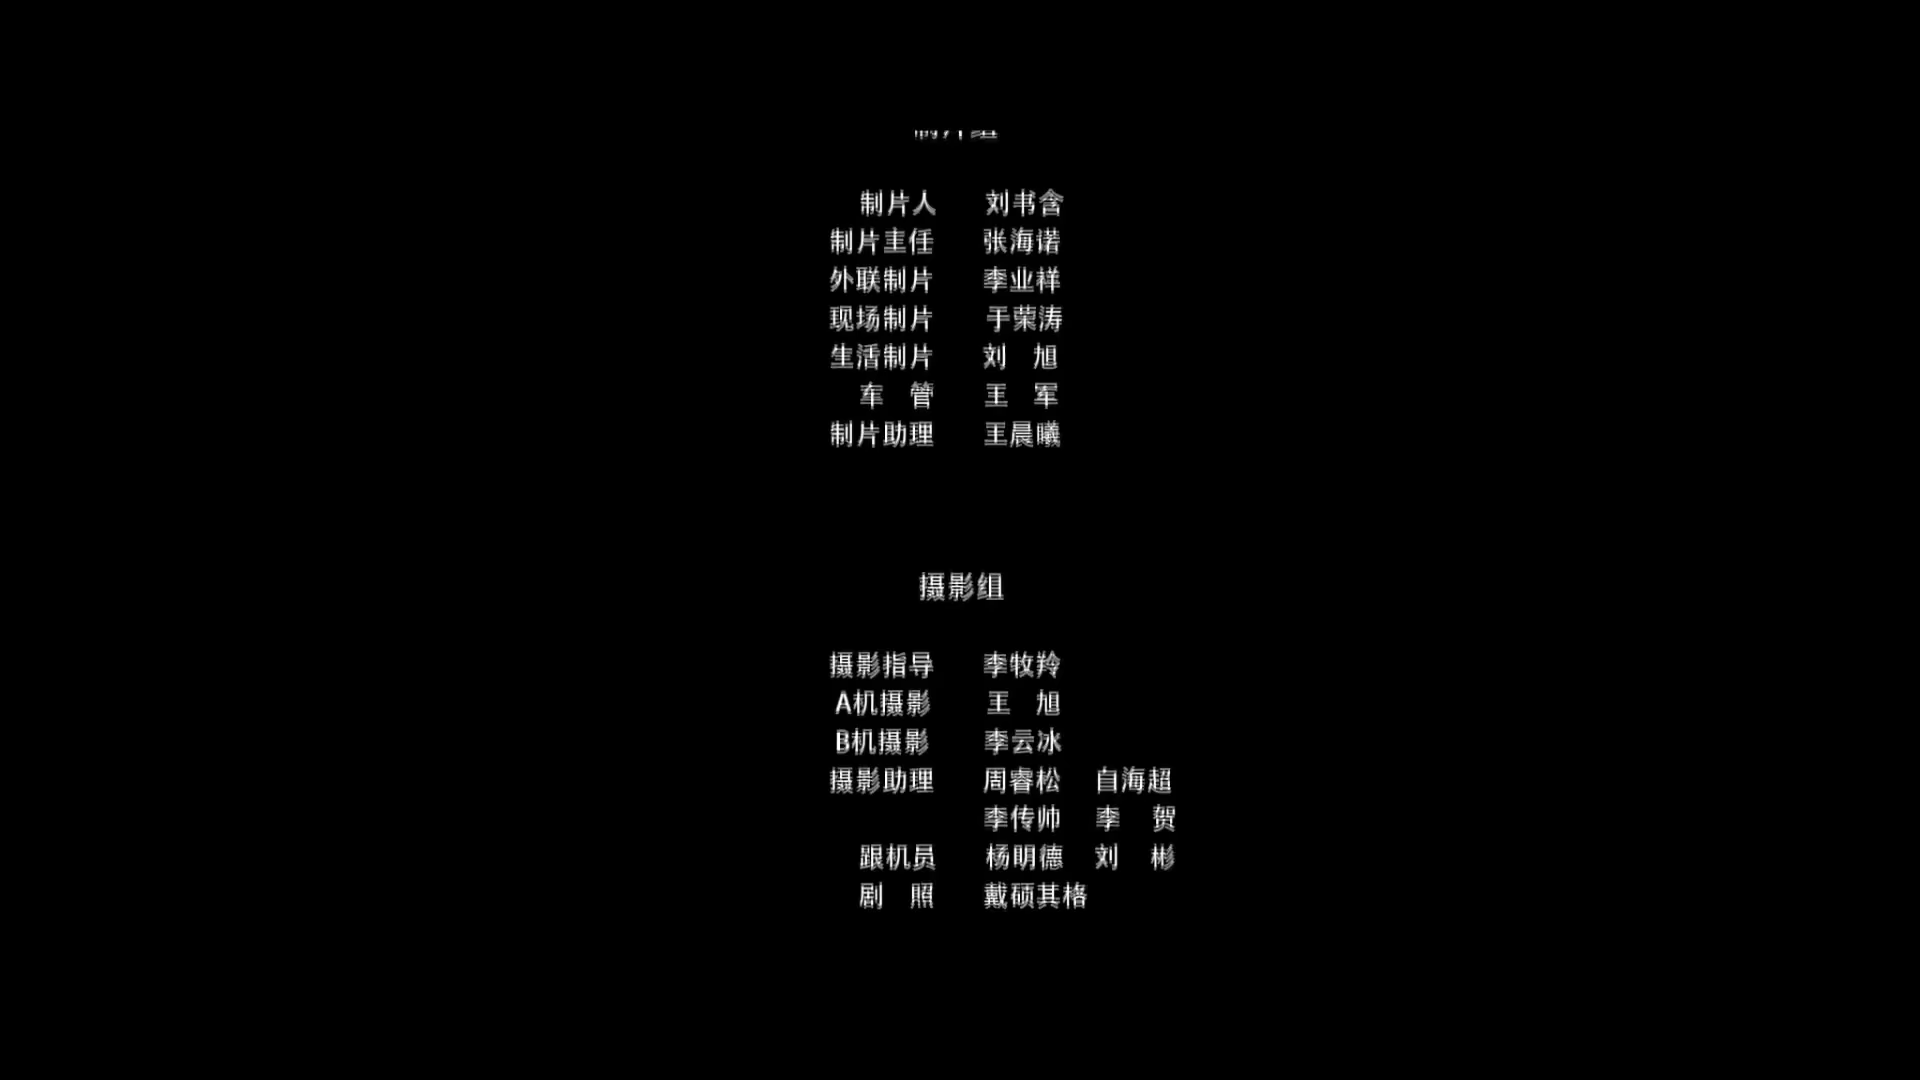 制片组
制片人 刘书含
制片主任 张海诺
外联制片 李业祥
现场制片 于荣涛
生活制片 刘 旭
车 管 王 军
制片助理 王晨曦
摄影组
摄影指导 李牧羚
A机摄影 王 旭
B机摄影 李云冰
摄影助理 周睿松 自海超
李传帅 李 贺
跟机员 杨明德 刘 彬
剧 照 戴硕其格